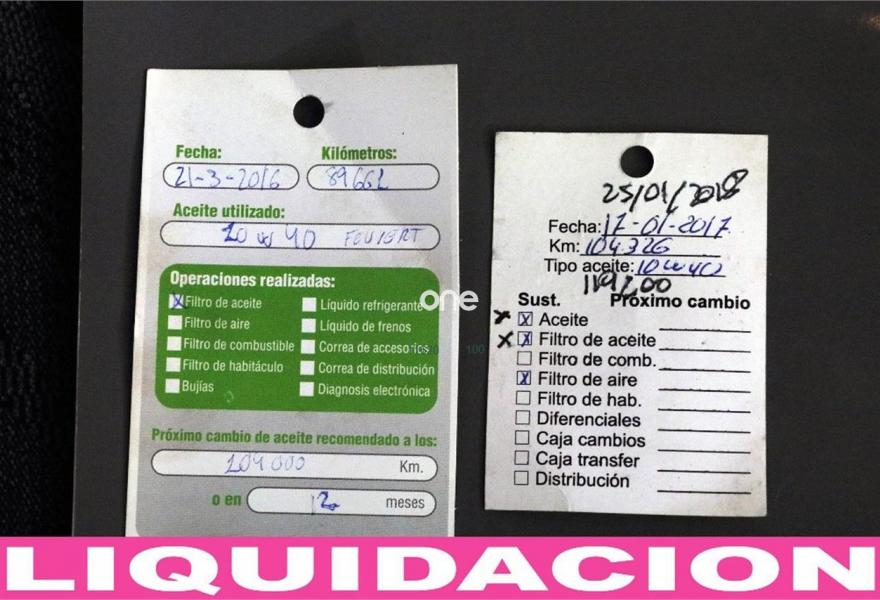 Fecha: Kilómetros:
21-3-2016 89661
Aceite utilizado:
10 w 40 FEUVERT
Operaciones realizadas:
X Filtro de aceite Líquido refrigerante
Filtro de aire Líquido de frenos
Filtro de combustible Correa de accesorios
Filtro de habitáculo Correa de distribución
Bujías Diagnosis electrónica
Próximo cambio de aceite recomendado a los:
104000 Km.
o en 12 meses
one
25/01/2018
Fecha: 17-01-2017
Km: 104326
Tipo aceite: 10w40
119200
Sust. Próximo cambio
x X Aceite
x X Filtro de aceite
Filtro de comb.
X Filtro de aire
Filtro de hab.
Diferenciales
Caja cambios
Caja transfer
Distribución
LIQUIDACION